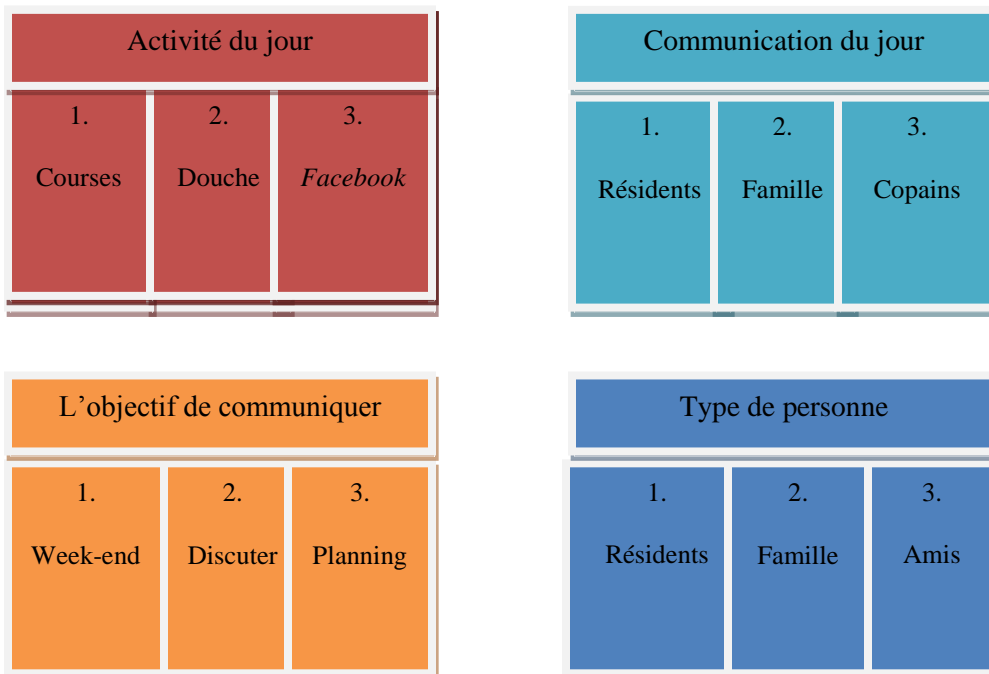 Activité du jour
1. 2. 3.
Courses Douche Facebook
Communication du jour
1. 2. 3.
Résidents Famille Copains
L’objectif de communiquer
1. 2. 3.
Week-end Discuter Planning
Type de personne
1. 2. 3.
Résidents Famille Amis